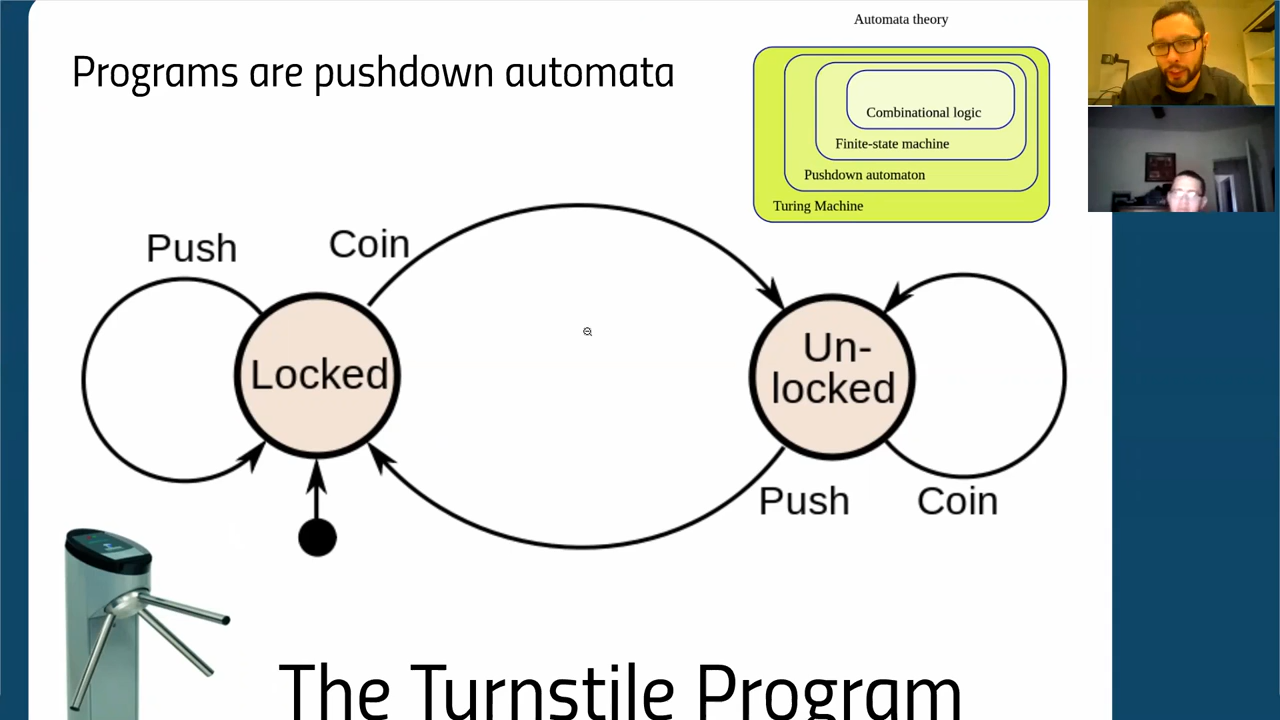 Automata theory
Programs are pushdown automata
Combinational logic
Finite-state machine
Pushdown automaton
Turing Machine
Push
Coin
Locked
Un-
locked
Push
Coin
The Turnstile Program